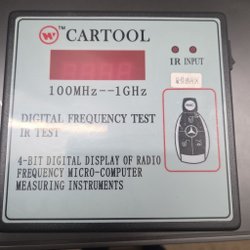 ™ CARTOOL
IR INPUT
100MHz--1GHz
DIGITAL FREQUENCY TEST
IR TEST
4-BIT DIGITAL DISPLAY OF RADIO
FREQUENCY MICRO-COMPUTER
MEASURING INSTRUMENTS